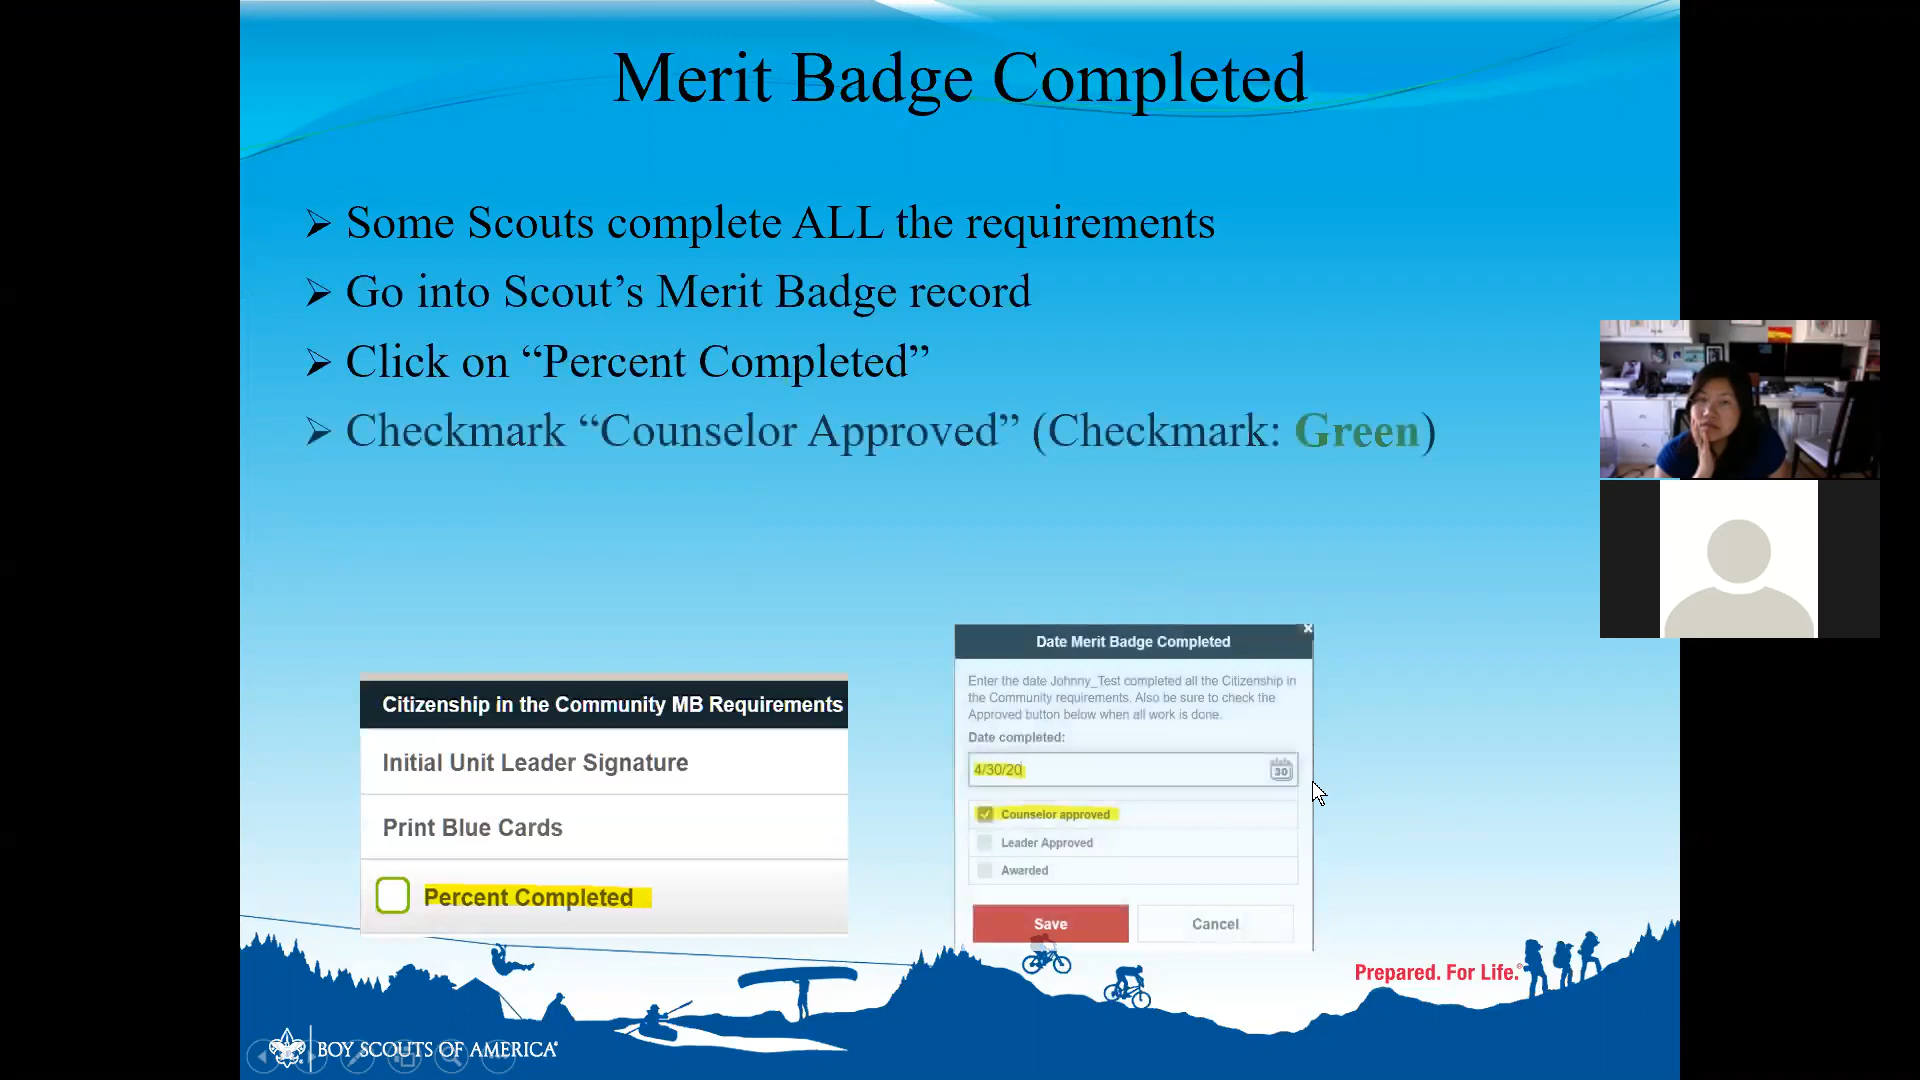 Merit Badge Completed
Some Scouts complete ALL the requirements
Go into Scout’s Merit Badge record
Click on “Percent Completed”
Checkmark “Counselor Approved” (Checkmark: Green)
Citizenship in the Community MB Requirements
Initial Unit Leader Signature
Print Blue Cards
Percent Completed
Date Merit Badge Completed
Enter the date Johnny_Test completed all the Citizenship in
the Community requirements. Also be sure to check the
Approved button below when all work is done.
Date completed:
4/30/20
30
Counselor approved
Leader Approved
Awarded
Save Cancel
Prepared. For Life.®
BOY SCOUTS OF AMERICA®